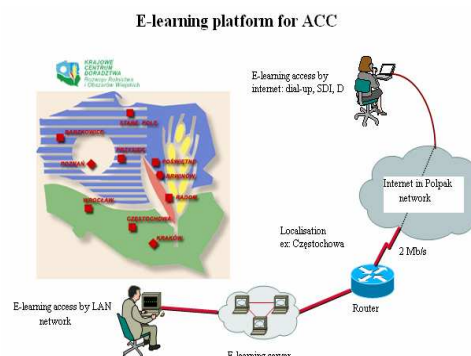 E-learning platform for ACC
KRAJOWE
CENTRUM
DORADZTWA
Rozwoju Rolnictwa
i Obszarów Wiejskich
E-learning access by
internet: dial-up, SDI, D
STARE POLE
BARZKOWICE
POZNAŃ
PRZYSIEK
POŚWIĘTNE
BRWINÓW
RADOM
WROCŁAW
CZĘSTOCHOWA
KRAKÓW
Internet in Polpak
network
Localisation
ex: Częstochowa
2 Mb/s
Router
E-learning access by LAN
network
E-learning server